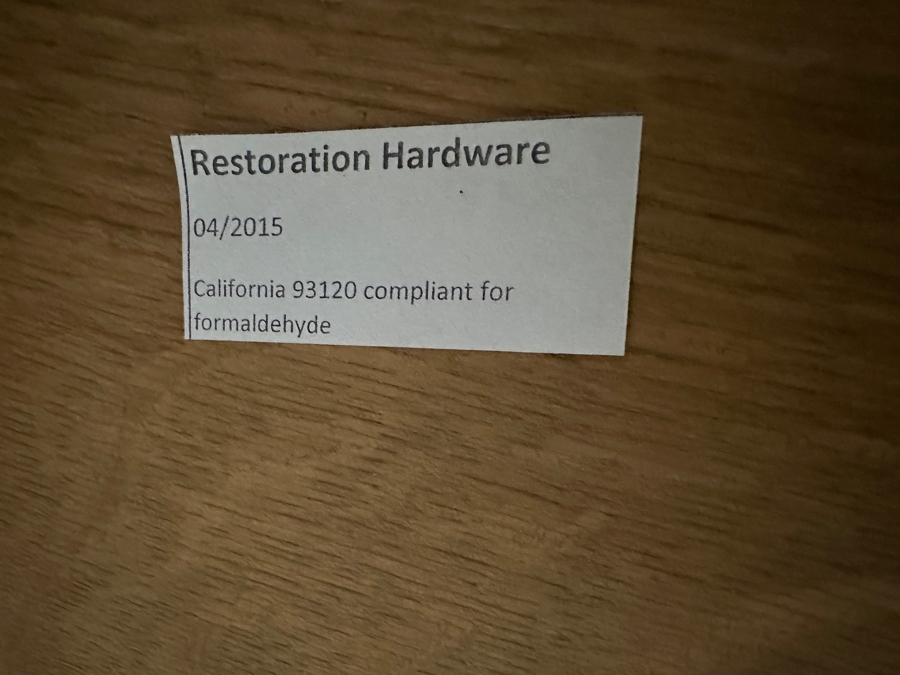 Restoration Hardware
04/2015
California 93120 compliant for
formaldehyde